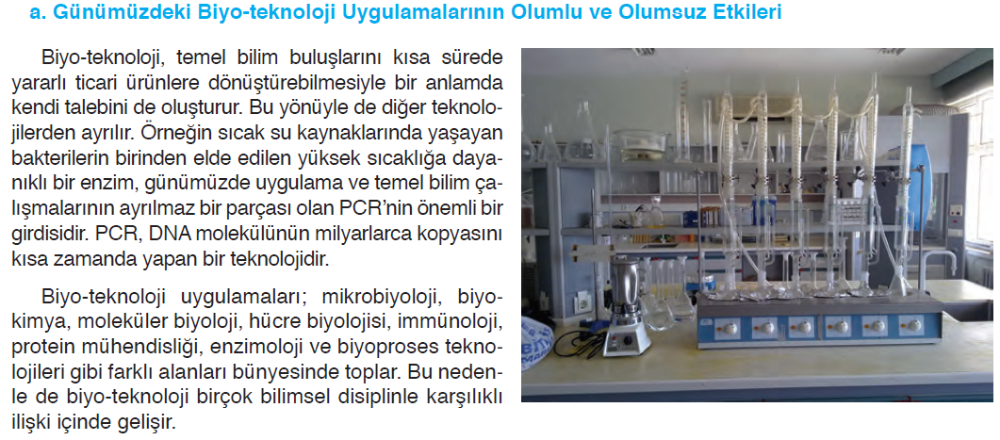 a. Günümüzdeki Biyo-teknoloji Uygulamalarının Olumlu ve Olumsuz Etkileri
Biyo-teknoloji, temel bilim buluşlarını kısa sürede
yararlı ticari ürünlere dönüştürebilmesiyle bir anlamda
kendi talebini de oluşturur. Bu yönüyle de diğer teknolo-
jilerden ayrılır. Örneğin sıcak su kaynaklarında yaşayan
bakterilerin birinden elde edilen yüksek sıcaklığa daya-
nıklı bir enzim, günümüzde uygulama ve temel bilim ça-
lışmalarının ayrılmaz bir parçası olan PCR’nin önemli bir
girdisidir. PCR, DNA molekülünün milyarlarca kopyasını
kısa zamanda yapan bir teknolojidir.
Biyo-teknoloji uygulamaları; mikrobiyoloji, biyo-
kimya, moleküler biyoloji, hücre biyolojisi, immünoloji,
protein mühendisliği, enzimoloji ve biyoproses tekno-
lojileri gibi farklı alanları bünyesinde toplar. Bu neden-
le de biyo-teknoloji birçok bilimsel disiplinle karşılıklı
ilişki içinde gelişir.